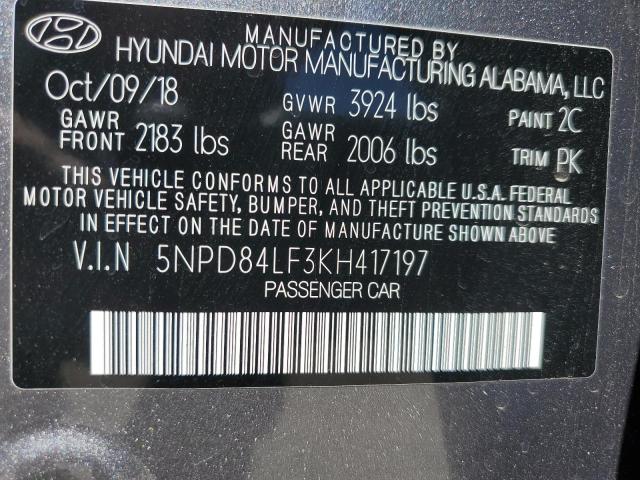 MANUFACTURED BY
HYUNDAI MOTOR MANUFACTURING ALABAMA, LLC
Oct/09/18 GVWR 3924 lbs PAINT 2C
GAWR FRONT 2183 lbs GAWR REAR 2006 lbs TRIM PK
THIS VEHICLE CONFORMS TO ALL APPLICABLE U.S.A. FEDERAL
MOTOR VEHICLE SAFETY, BUMPER, AND THEFT PREVENTION STANDARDS
IN EFFECT ON THE DATE OF MANUFACTURE SHOWN ABOVE.
V.I.N 5NPD84LF3KH417197
PASSENGER CAR